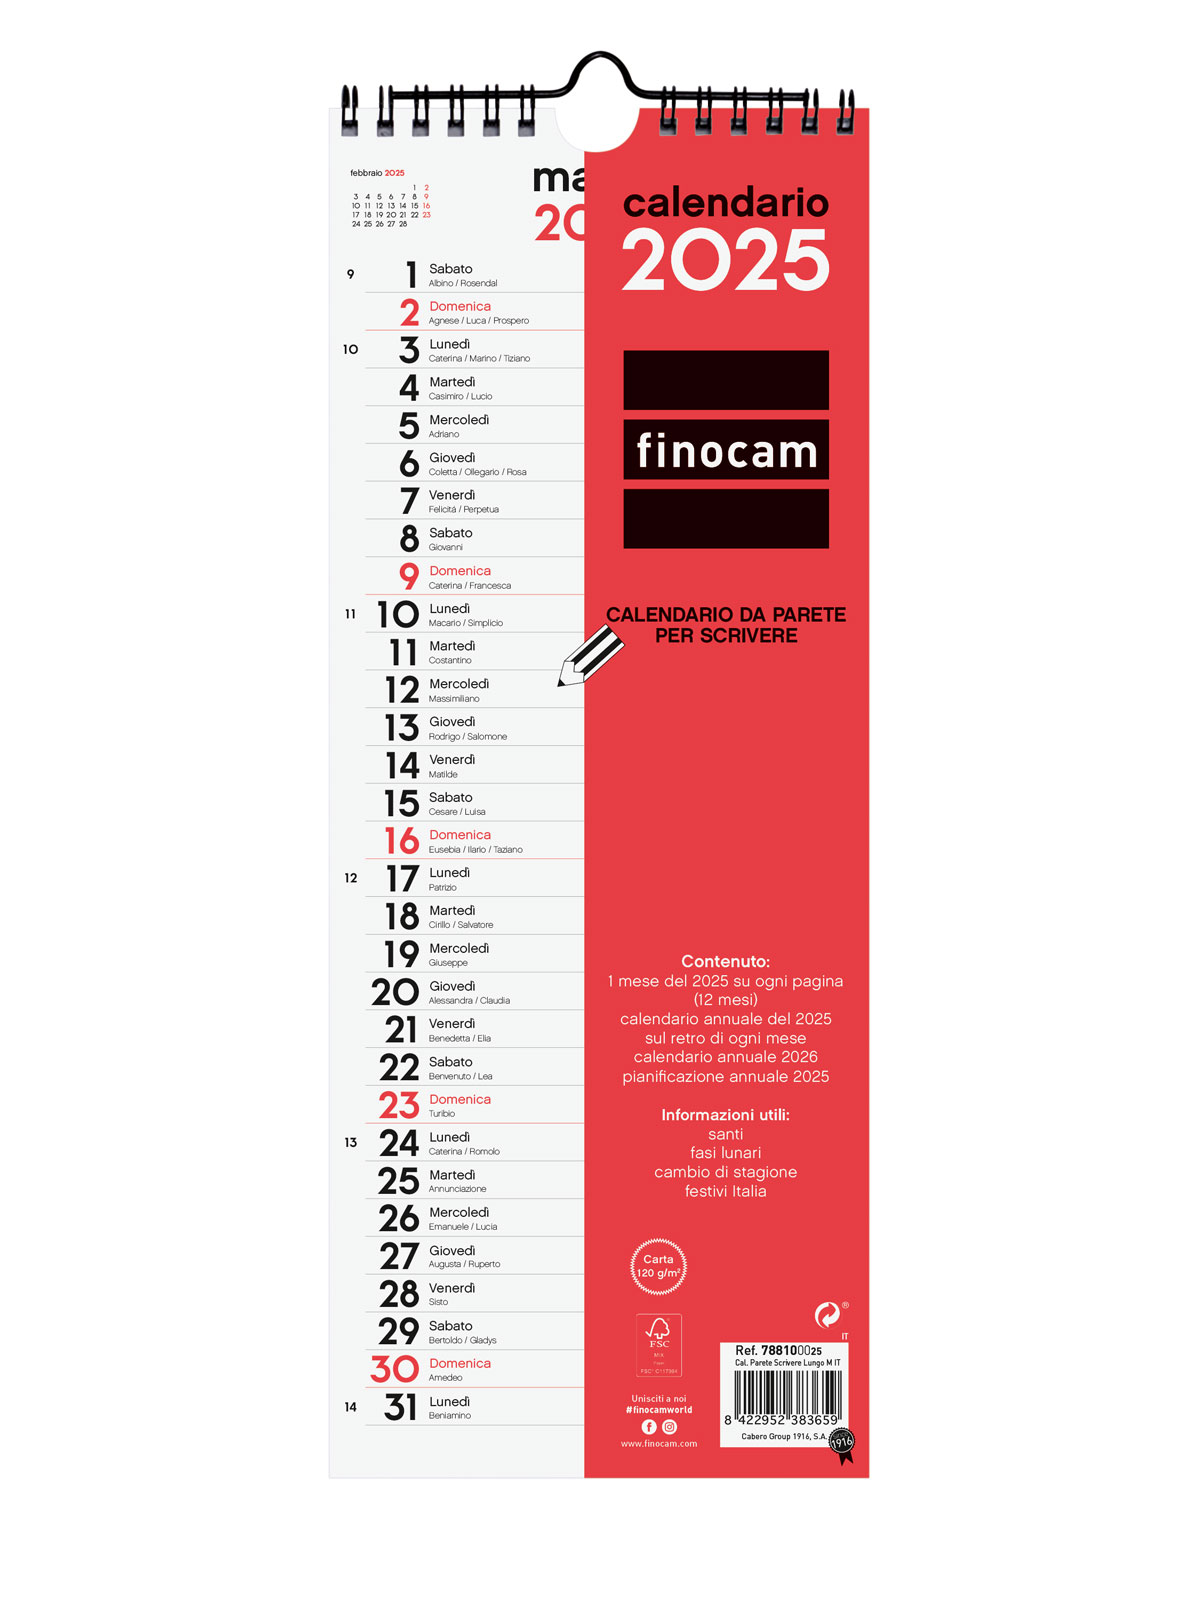 febbraio 2025
1 2
3 4 5 6 7 8 9
10 11 12 13 14 15 16
17 18 19 20 21 22 23
24 25 26 27 28
ma
20
9 1 Sabato
Albino / Rosendal
2 Domenica
Agnese / Luca / Prospero
10 3 Lunedì
Caterina / Marino / Tiziano
4 Martedì
Casimiro / Lucio
5 Mercoledì
Adriano
6 Giovedì
Coletta / Ollegario / Rosa
7 Venerdì
Felicitá / Perpetua
8 Sabato
Giovanni
9 Domenica
Caterina / Francesca
11 10 Lunedì
Macario / Simplicio
11 Martedì
Costantino
12 Mercoledì
Massimiliano
13 Giovedì
Rodrigo / Salomone
14 Venerdì
Matilde
15 Sabato
Cesare / Luisa
16 Domenica
Eusebia / Ilario / Taziano
12 17 Lunedì
Patrizio
18 Martedì
Cirillo / Salvatore
19 Mercoledì
Giuseppe
20 Giovedì
Alessandra / Claudia
21 Venerdì
Benedetta / Elia
22 Sabato
Benvenuto / Lea
23 Domenica
Turibio
13 24 Lunedì
Caterina / Romolo
25 Martedì
Annunciazione
26 Mercoledì
Emanuele / Lucia
27 Giovedì
Augusta / Ruperto
28 Venerdì
Sisto
29 Sabato
Bertoldo / Gladys
30 Domenica
Amedeo
14 31 Lunedì
Beniamino
calendario
2025
finocam
CALENDARIO DA PARETE
PER SCRIVERE
Contenuto:
1 mese del 2025 su ogni pagina
(12 mesi)
calendario annuale del 2025
sul retro di ogni mese
calendario annuale 2026
pianificazione annuale 2025
Informazioni utili:
santi
fasi lunari
cambio di stagione
festivi Italia
Carta
120 g/m²
FSC
MIX
Unisciti a noi
#finocamworld
www.finocam.com
®
IT
Ref. 788100025
Cal. Parete Scrivere Lungo M IT
8 422952 383659
Cabero Group 1916, S.A.
1916